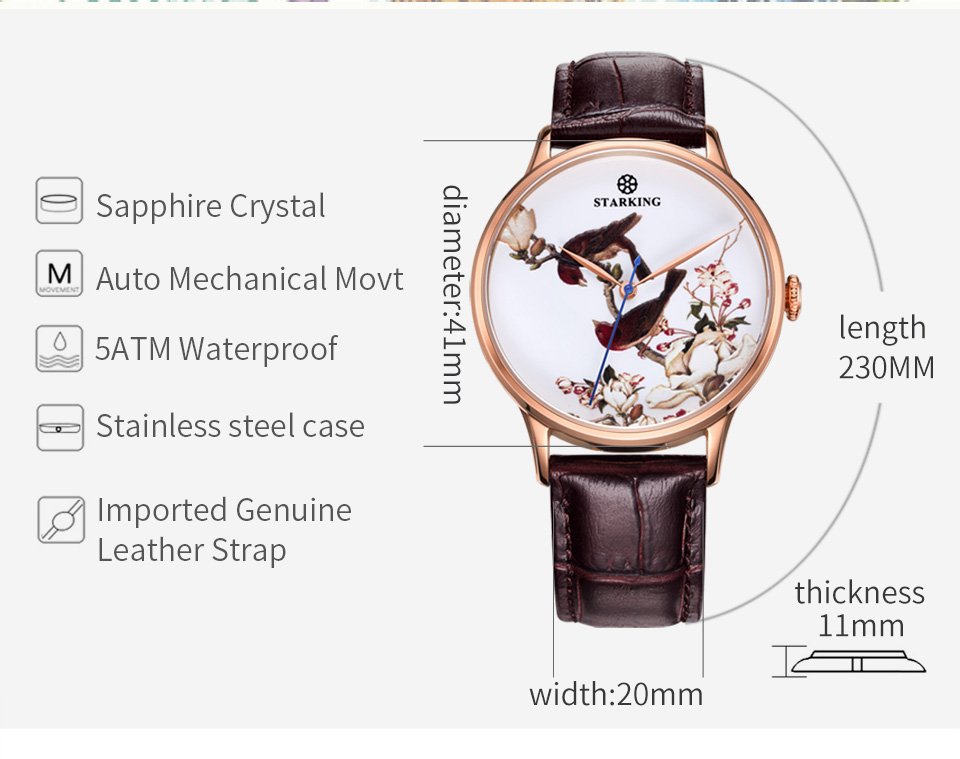 Sapphire Crystal
M
MOVEMENT
Auto Mechanical Movt
5ATM Waterproof
Stainless steel case
Imported Genuine
Leather Strap
diameter:41mm
STARKING
length
230MM
thickness
11mm
width:20mm